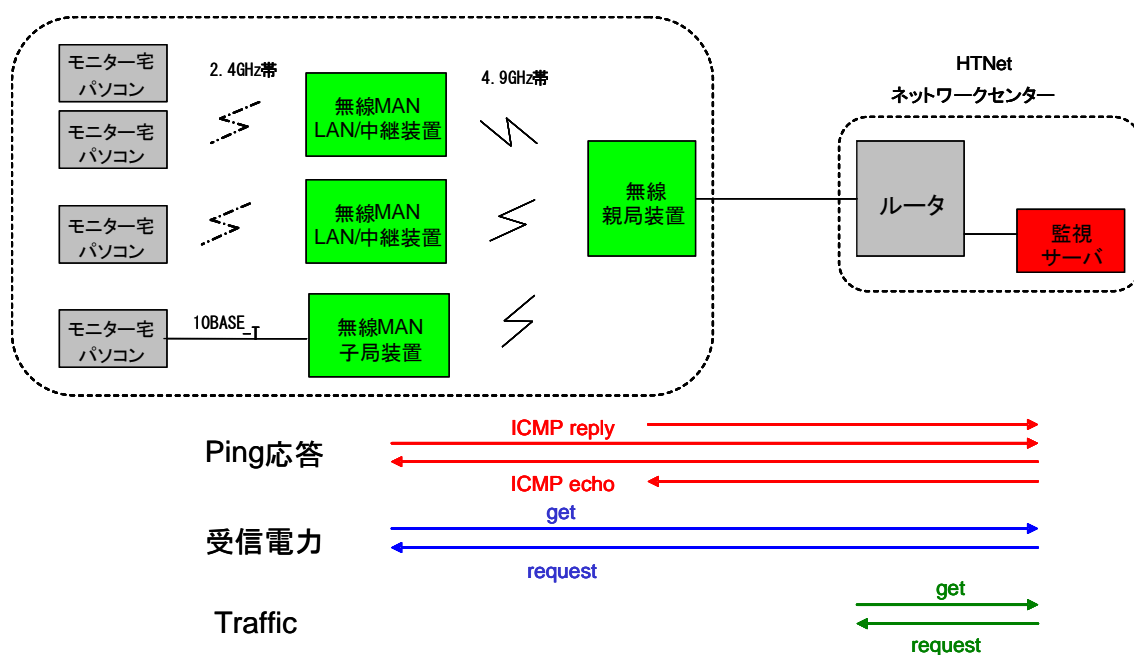 モニター宅
パソコン
モニター宅
パソコン
モニター宅
パソコン
モニター宅
パソコン
2.4GHz帯
4.9GHz帯
10BASE_T
無線MAN
LAN/中継装置
無線MAN
LAN/中継装置
無線MAN
子局装置
無線
親局装置
HTNet
ネットワークセンター
ルータ
監視
サーバ
Ping応答
ICMP reply
ICMP echo
受信電力
get
request
Traffic
get
request